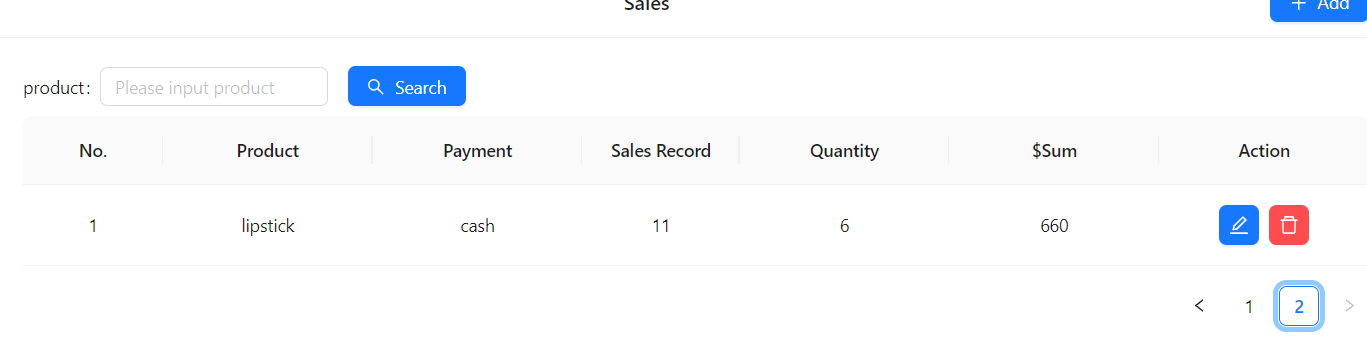 Sales
Add
product: Please input product Search
No. Product Payment Sales Record Quantity $Sum Action
1 lipstick cash 11 6 660
1 2